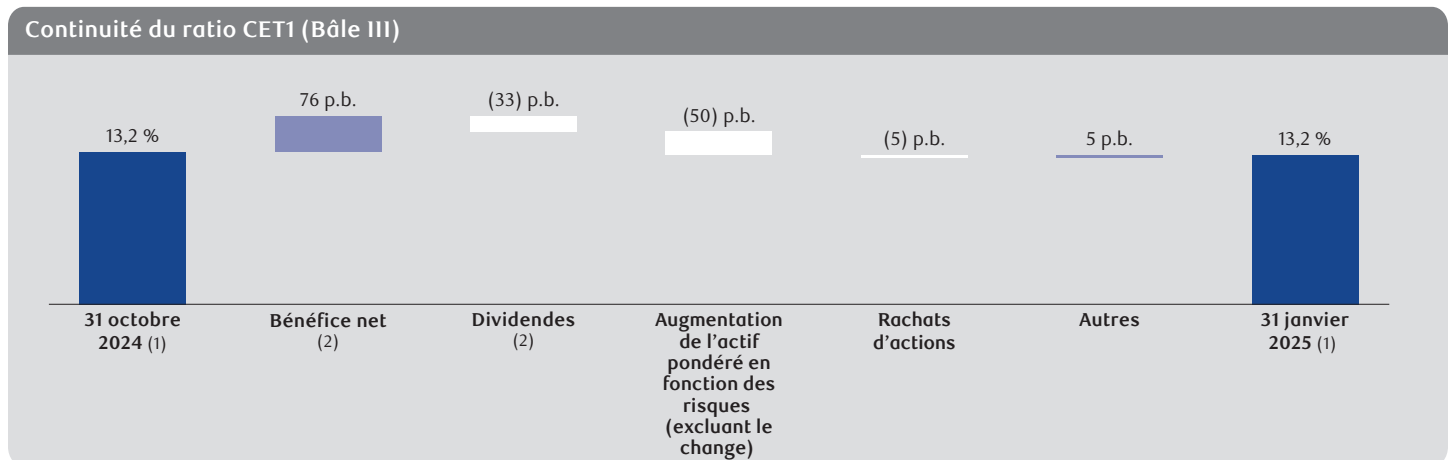 Continuité du ratio CET1 (Bâle III)
13,2 %
76 p.b.
(33) p.b.
(50) p.b.
(5) p.b.
5 p.b.
13,2 %
31 octobre
2024 (1)
Bénéfice net
(2)
Dividendes
(2)
Augmentation
de l'actif
pondéré en
fonction des
risques
(excluant le
change)
Rachats
d'actions
Autres
31 janvier
2025 (1)